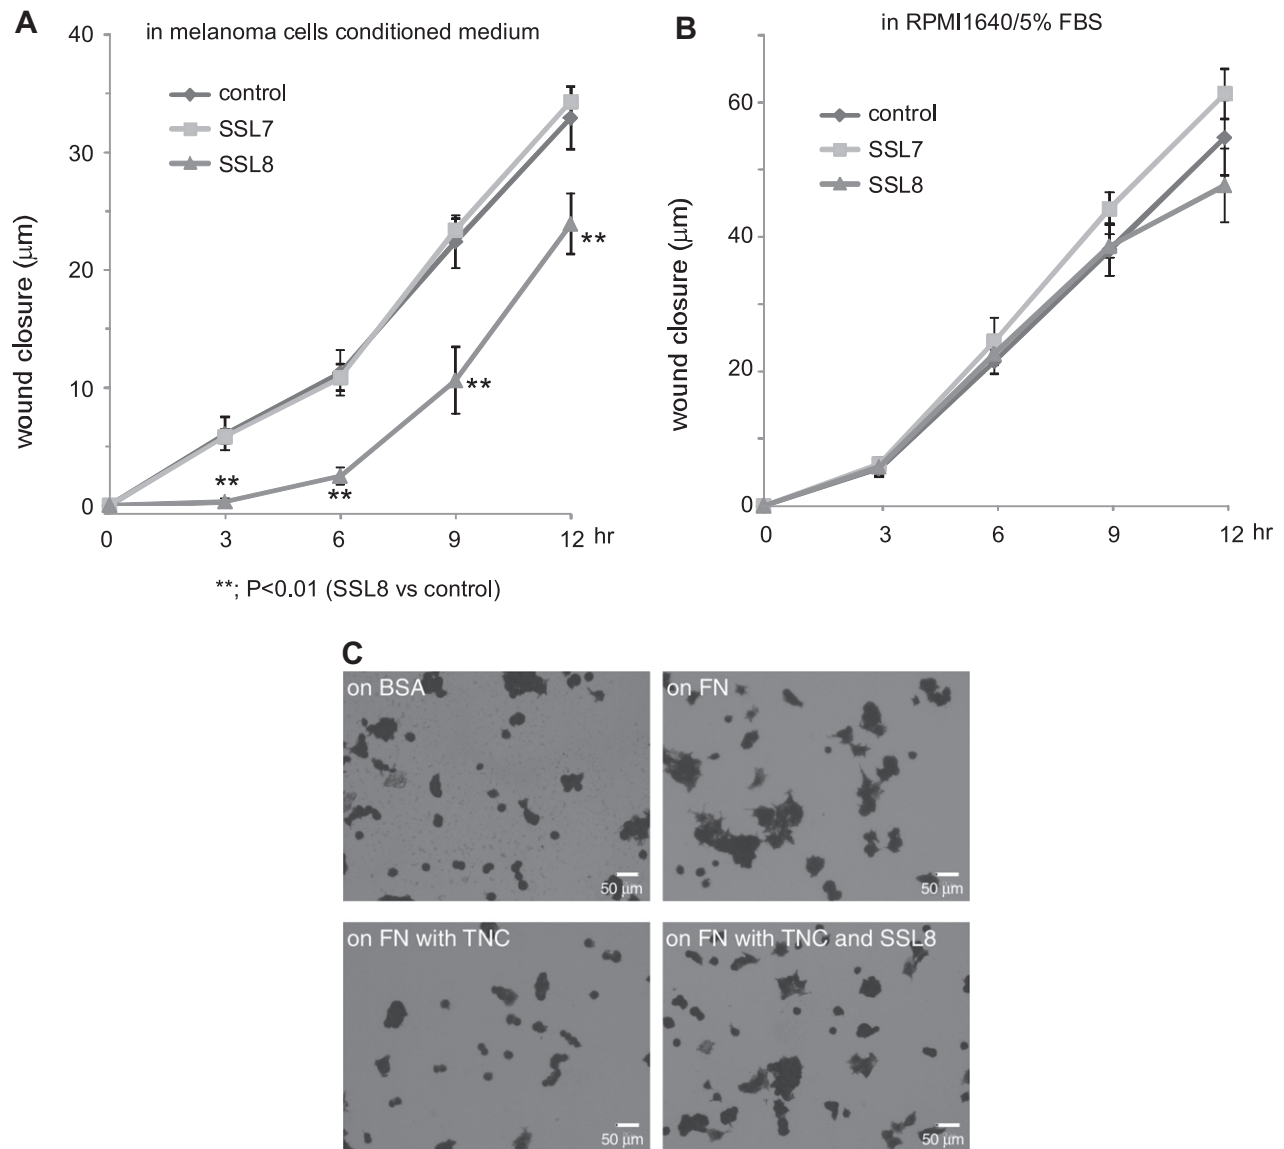 A
in melanoma cells conditioned medium
control
SSL7
SSL8
wound closure (μm)
40
30
20
10
0
**
**
**
**
0 3 6 9 12 hr
**; P<0.01 (SSL8 vs control)
B
in RPMI1640/5% FBS
control
SSL7
SSL8
wound closure (μm)
60
40
20
0
0 3 6 9 12 hr
C
on BSA
50 μm
on FN
50 μm
on FN with TNC
50 μm
on FN with TNC and SSL8
50 μm